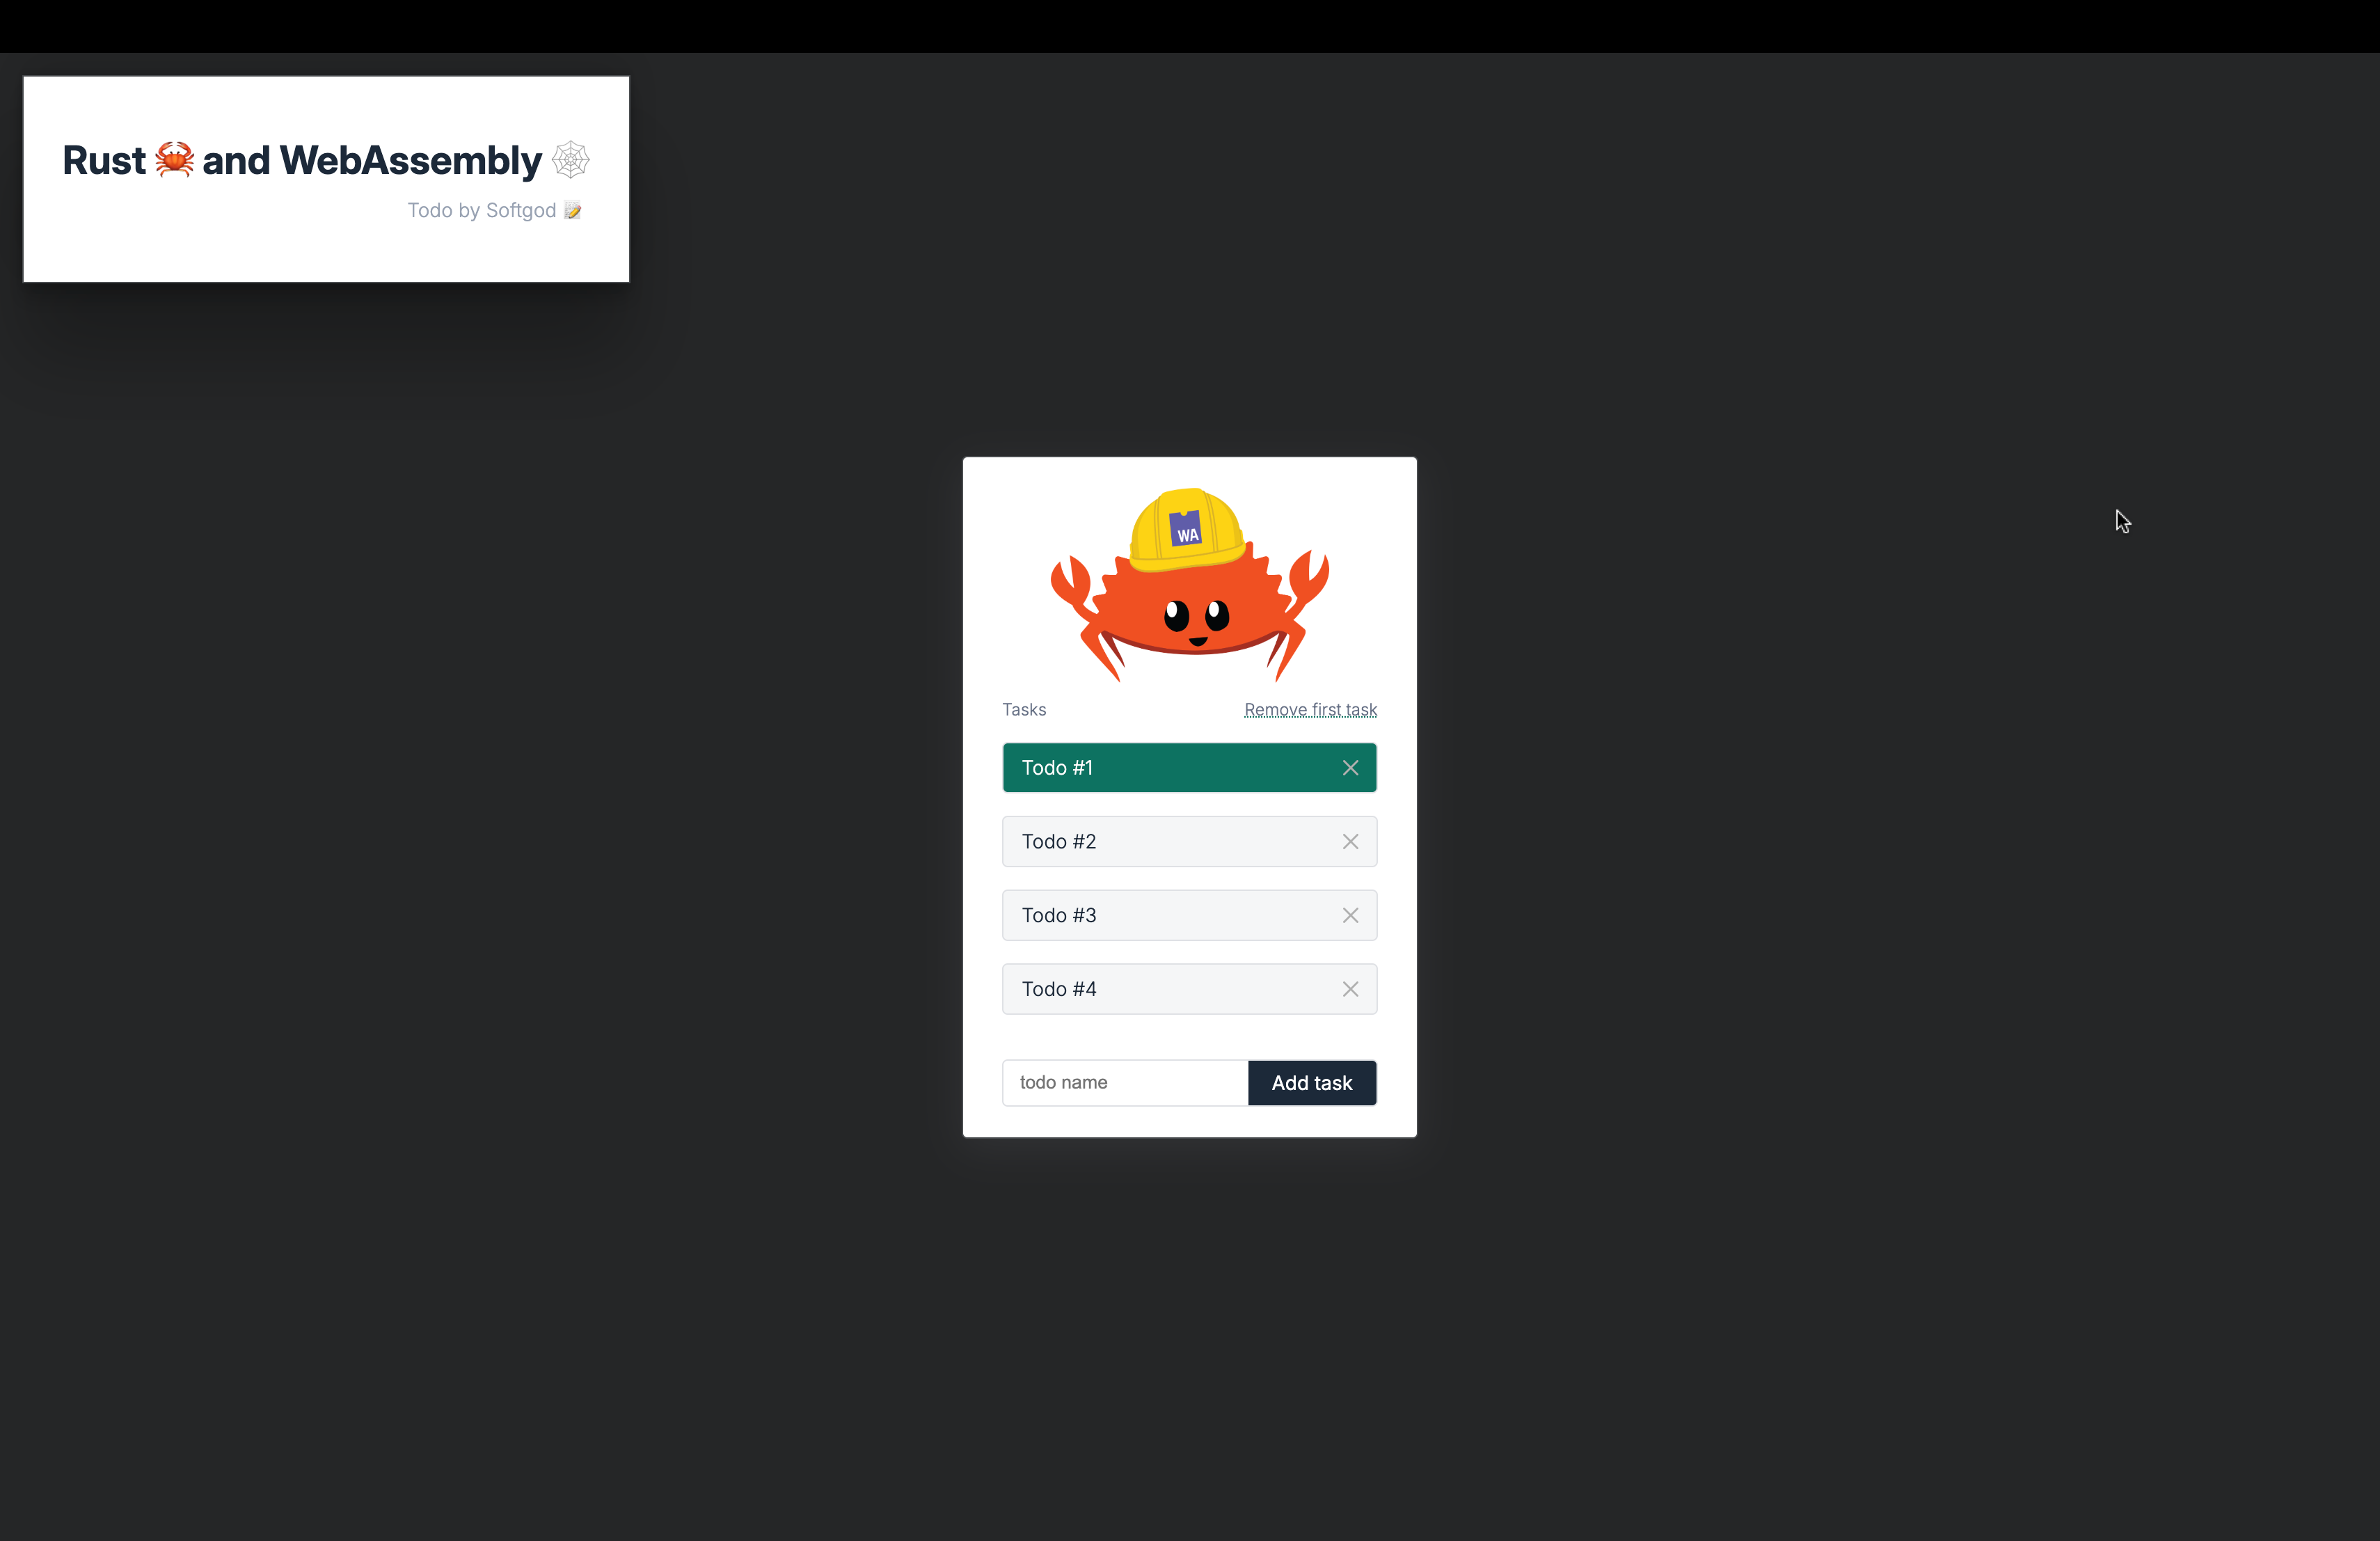 Rust 🦀 and WebAssembly 🕸
Todo by Softgod 📝
WA
Tasks Remove first task
Todo #1
Todo #2
Todo #3
Todo #4
todo name Add task